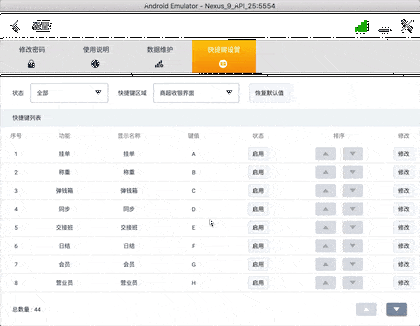 Android Emulator - Nexus_9_API_25:5554
修改密码 使用说明 数据维护 快捷键设置
状态 全部 快捷键区域 商超收银界面 恢复默认值
快捷键列表
序号 功能 显示名称 键值 状态 排序 修改
1 挂单 挂单 A 启用 修改
2 称重 称重 B 启用 修改
3 弹钱箱 弹钱箱 C 启用 修改
4 同步 同步 D 启用 修改
5 交接班 交接班 E 启用 修改
6 日结 日结 F 启用 修改
7 会员 会员 G 启用 修改
8 营业员 营业员 H 启用 修改
总数量：44